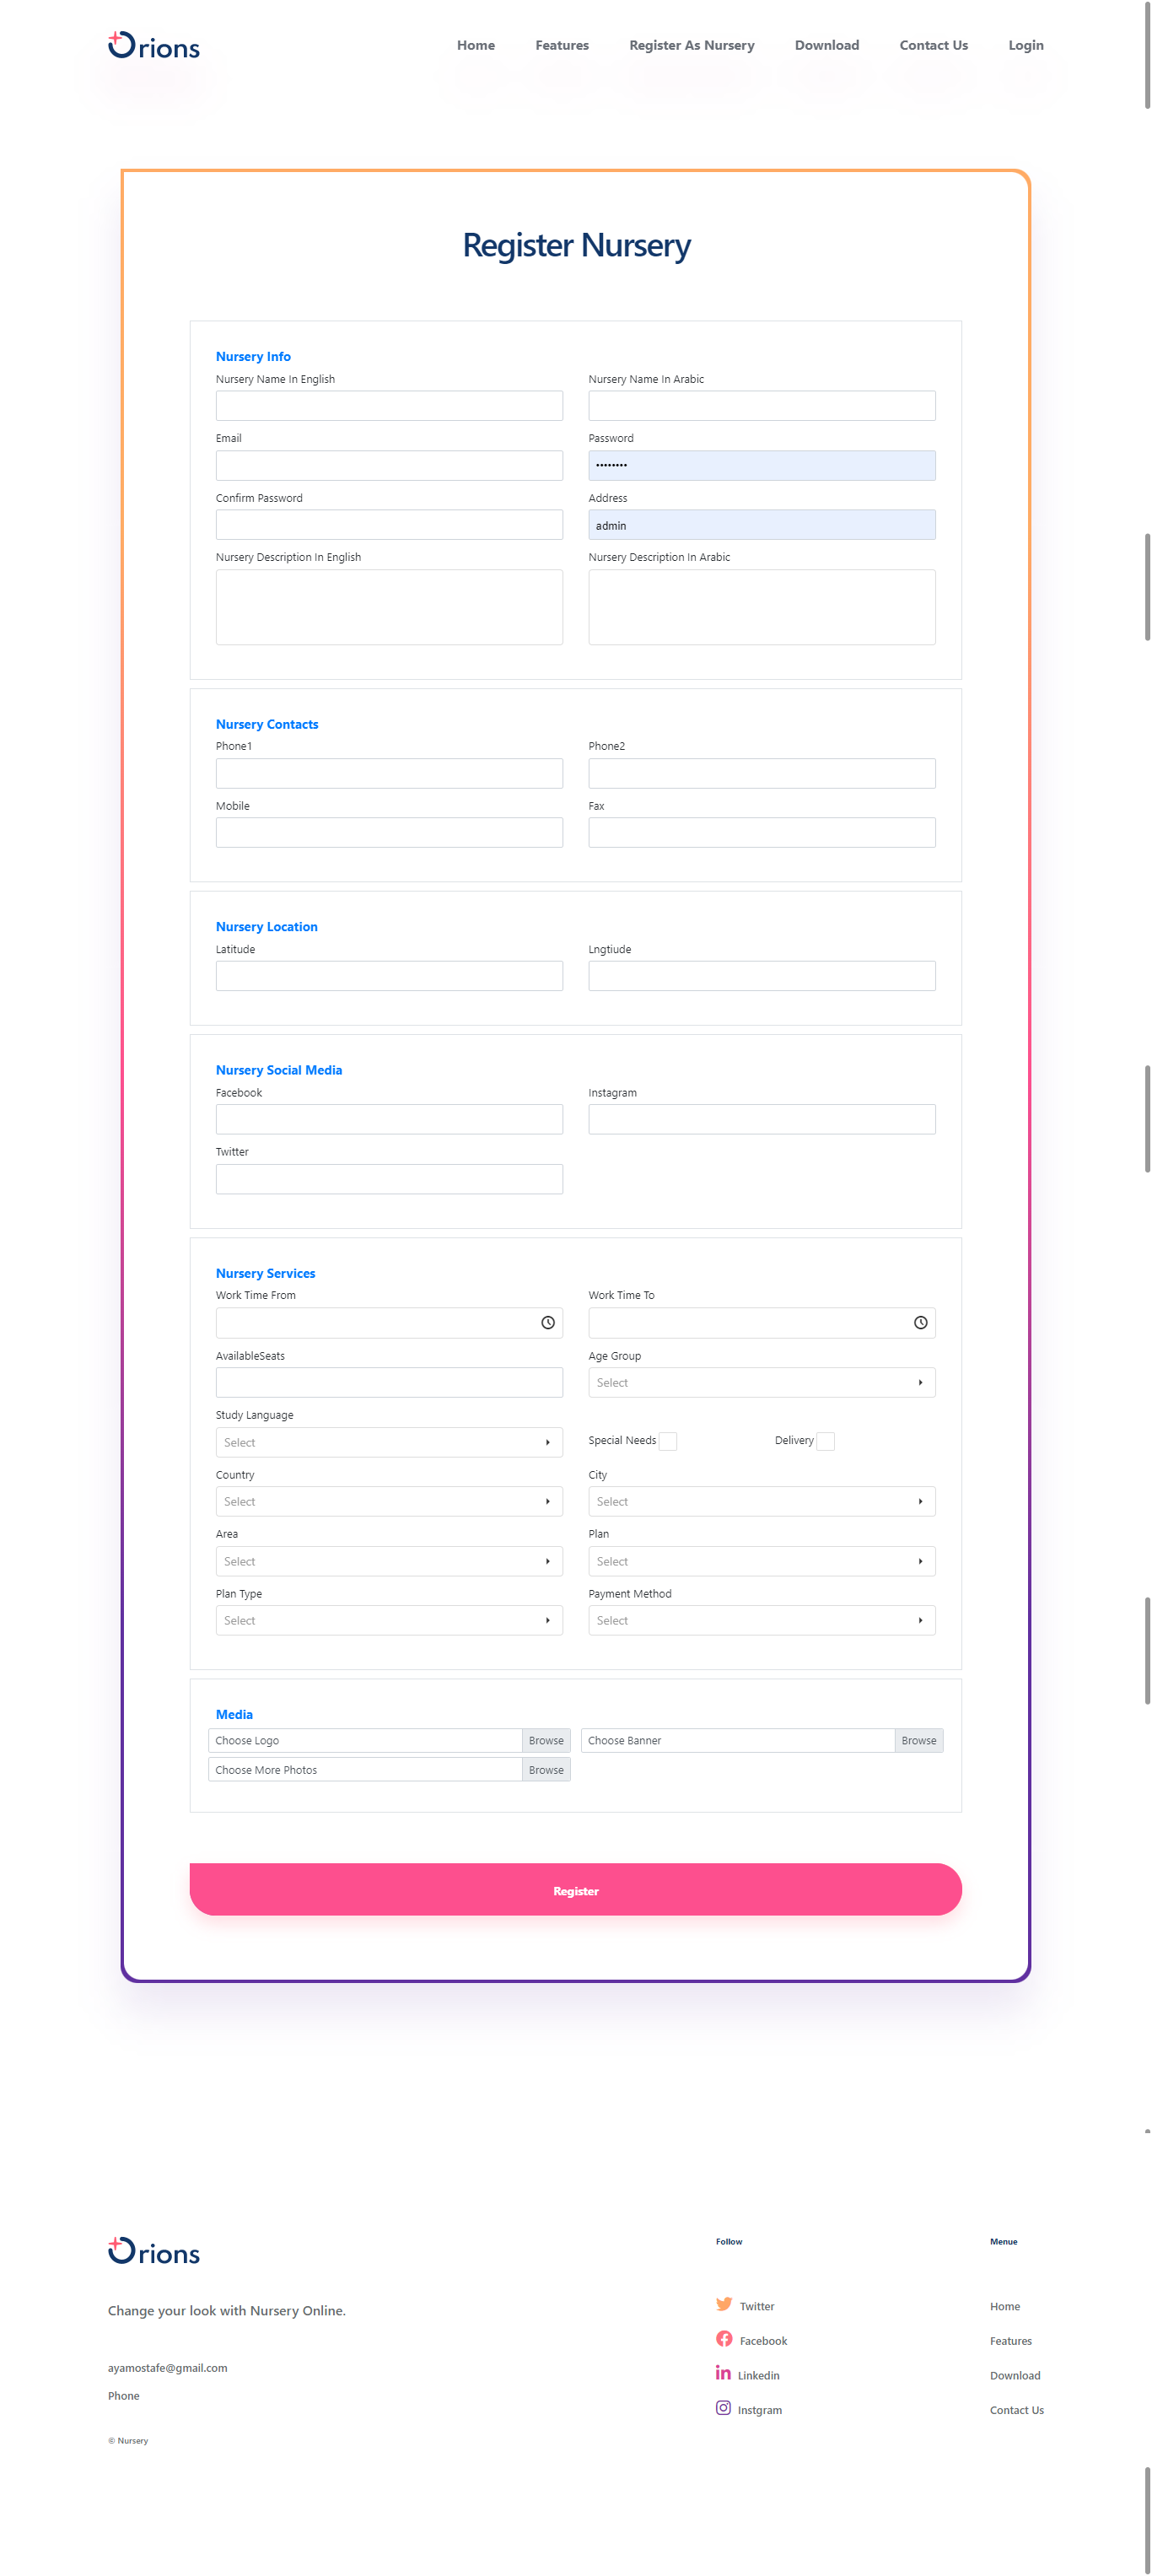 Orions
Home Features Register As Nursery Download Contact Us Login
Register Nursery
Nursery Info
Nursery Name In English Nursery Name In Arabic
Email Password
••••••••
Confirm Password Address
admin
Nursery Description In English Nursery Description In Arabic
Nursery Contacts
Phone1 Phone2
Mobile Fax
Nursery Location
Latitude Lngtiude
Nursery Social Media
Facebook Instagram
Twitter
Nursery Services
Work Time From Work Time To
AvailableSeats Age Group
Select
Study Language
Select Special Needs Delivery
Country City
Select Select
Area Plan
Select Select
Plan Type Payment Method
Select Select
Media
Choose Logo Browse Choose Banner Browse
Choose More Photos Browse
Register
Orions
Change your look with Nursery Online.
ayamostafe@gmail.com
Phone
© Nursery
Follow
Twitter
Facebook
Linkedin
Instgram
Menue
Home
Features
Download
Contact Us